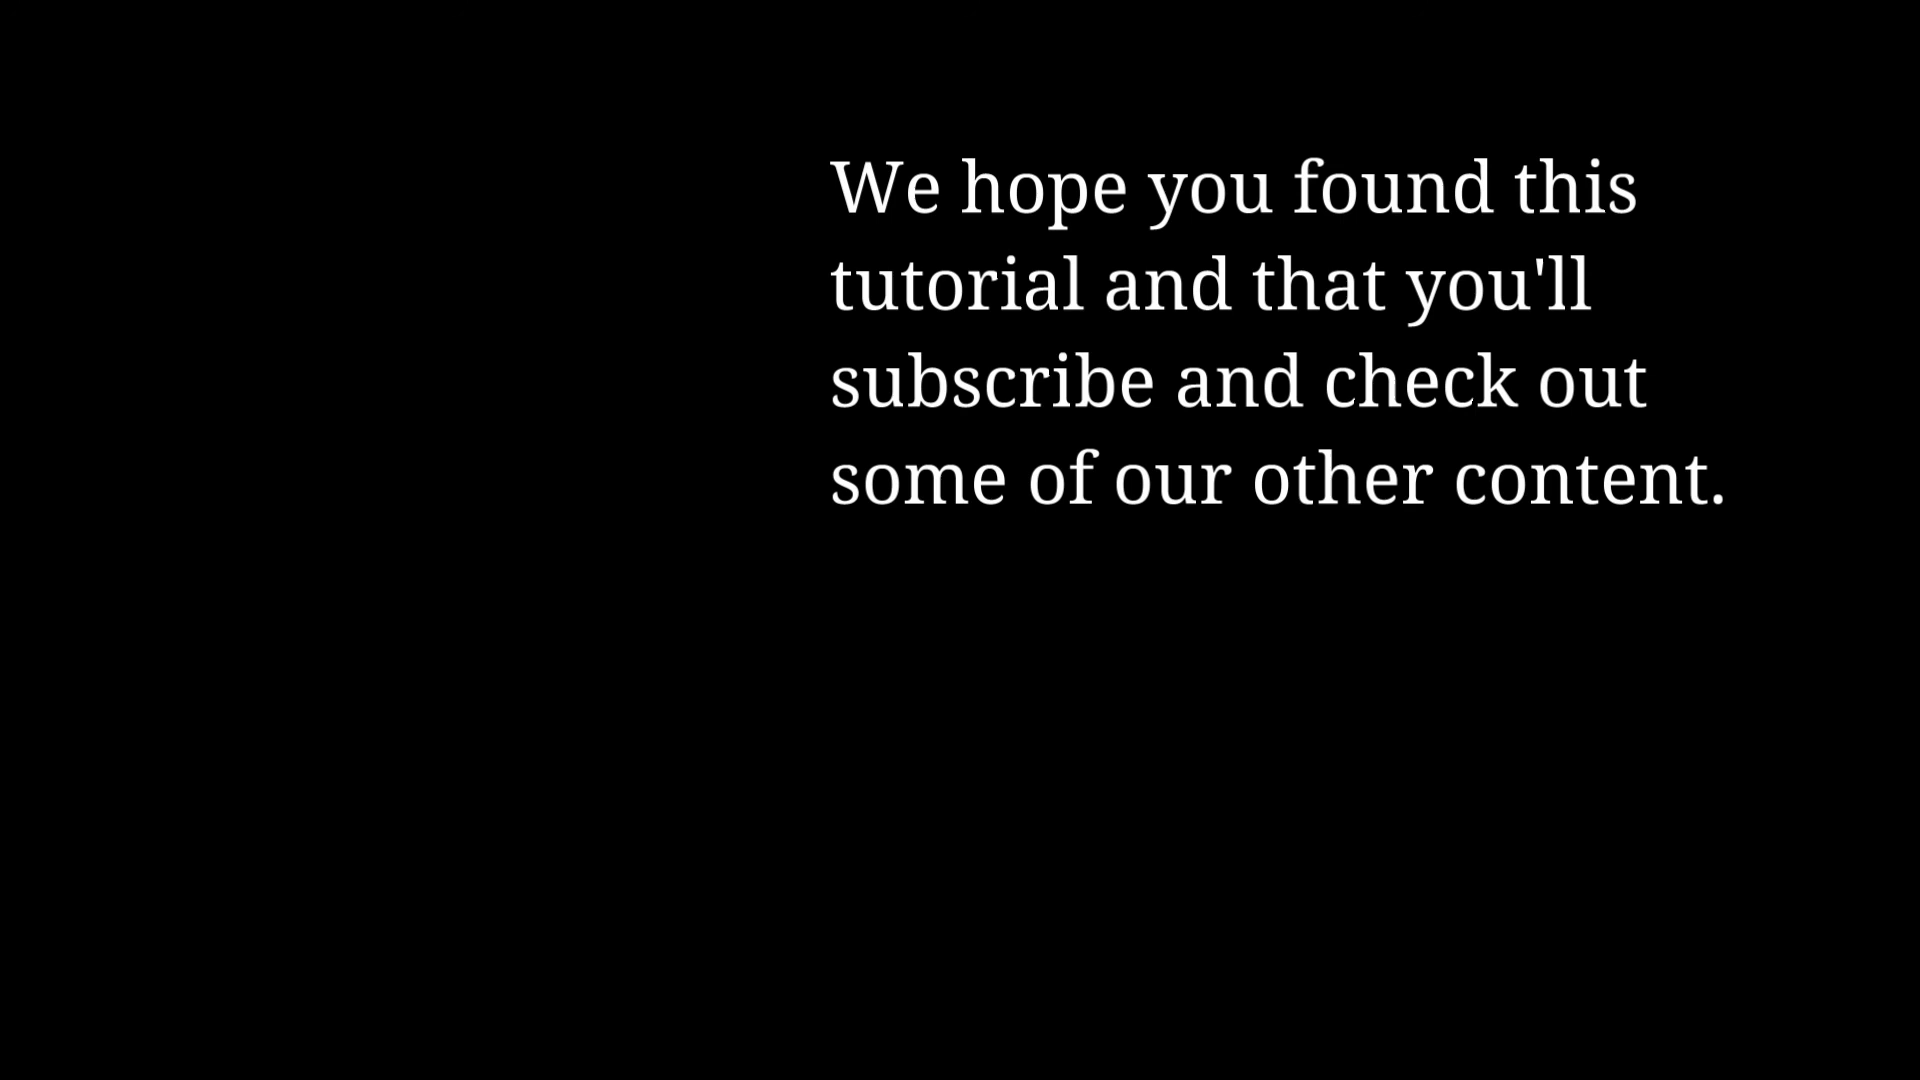 We hope you found this
tutorial and that you'll
subscribe and check out
some of our other content.